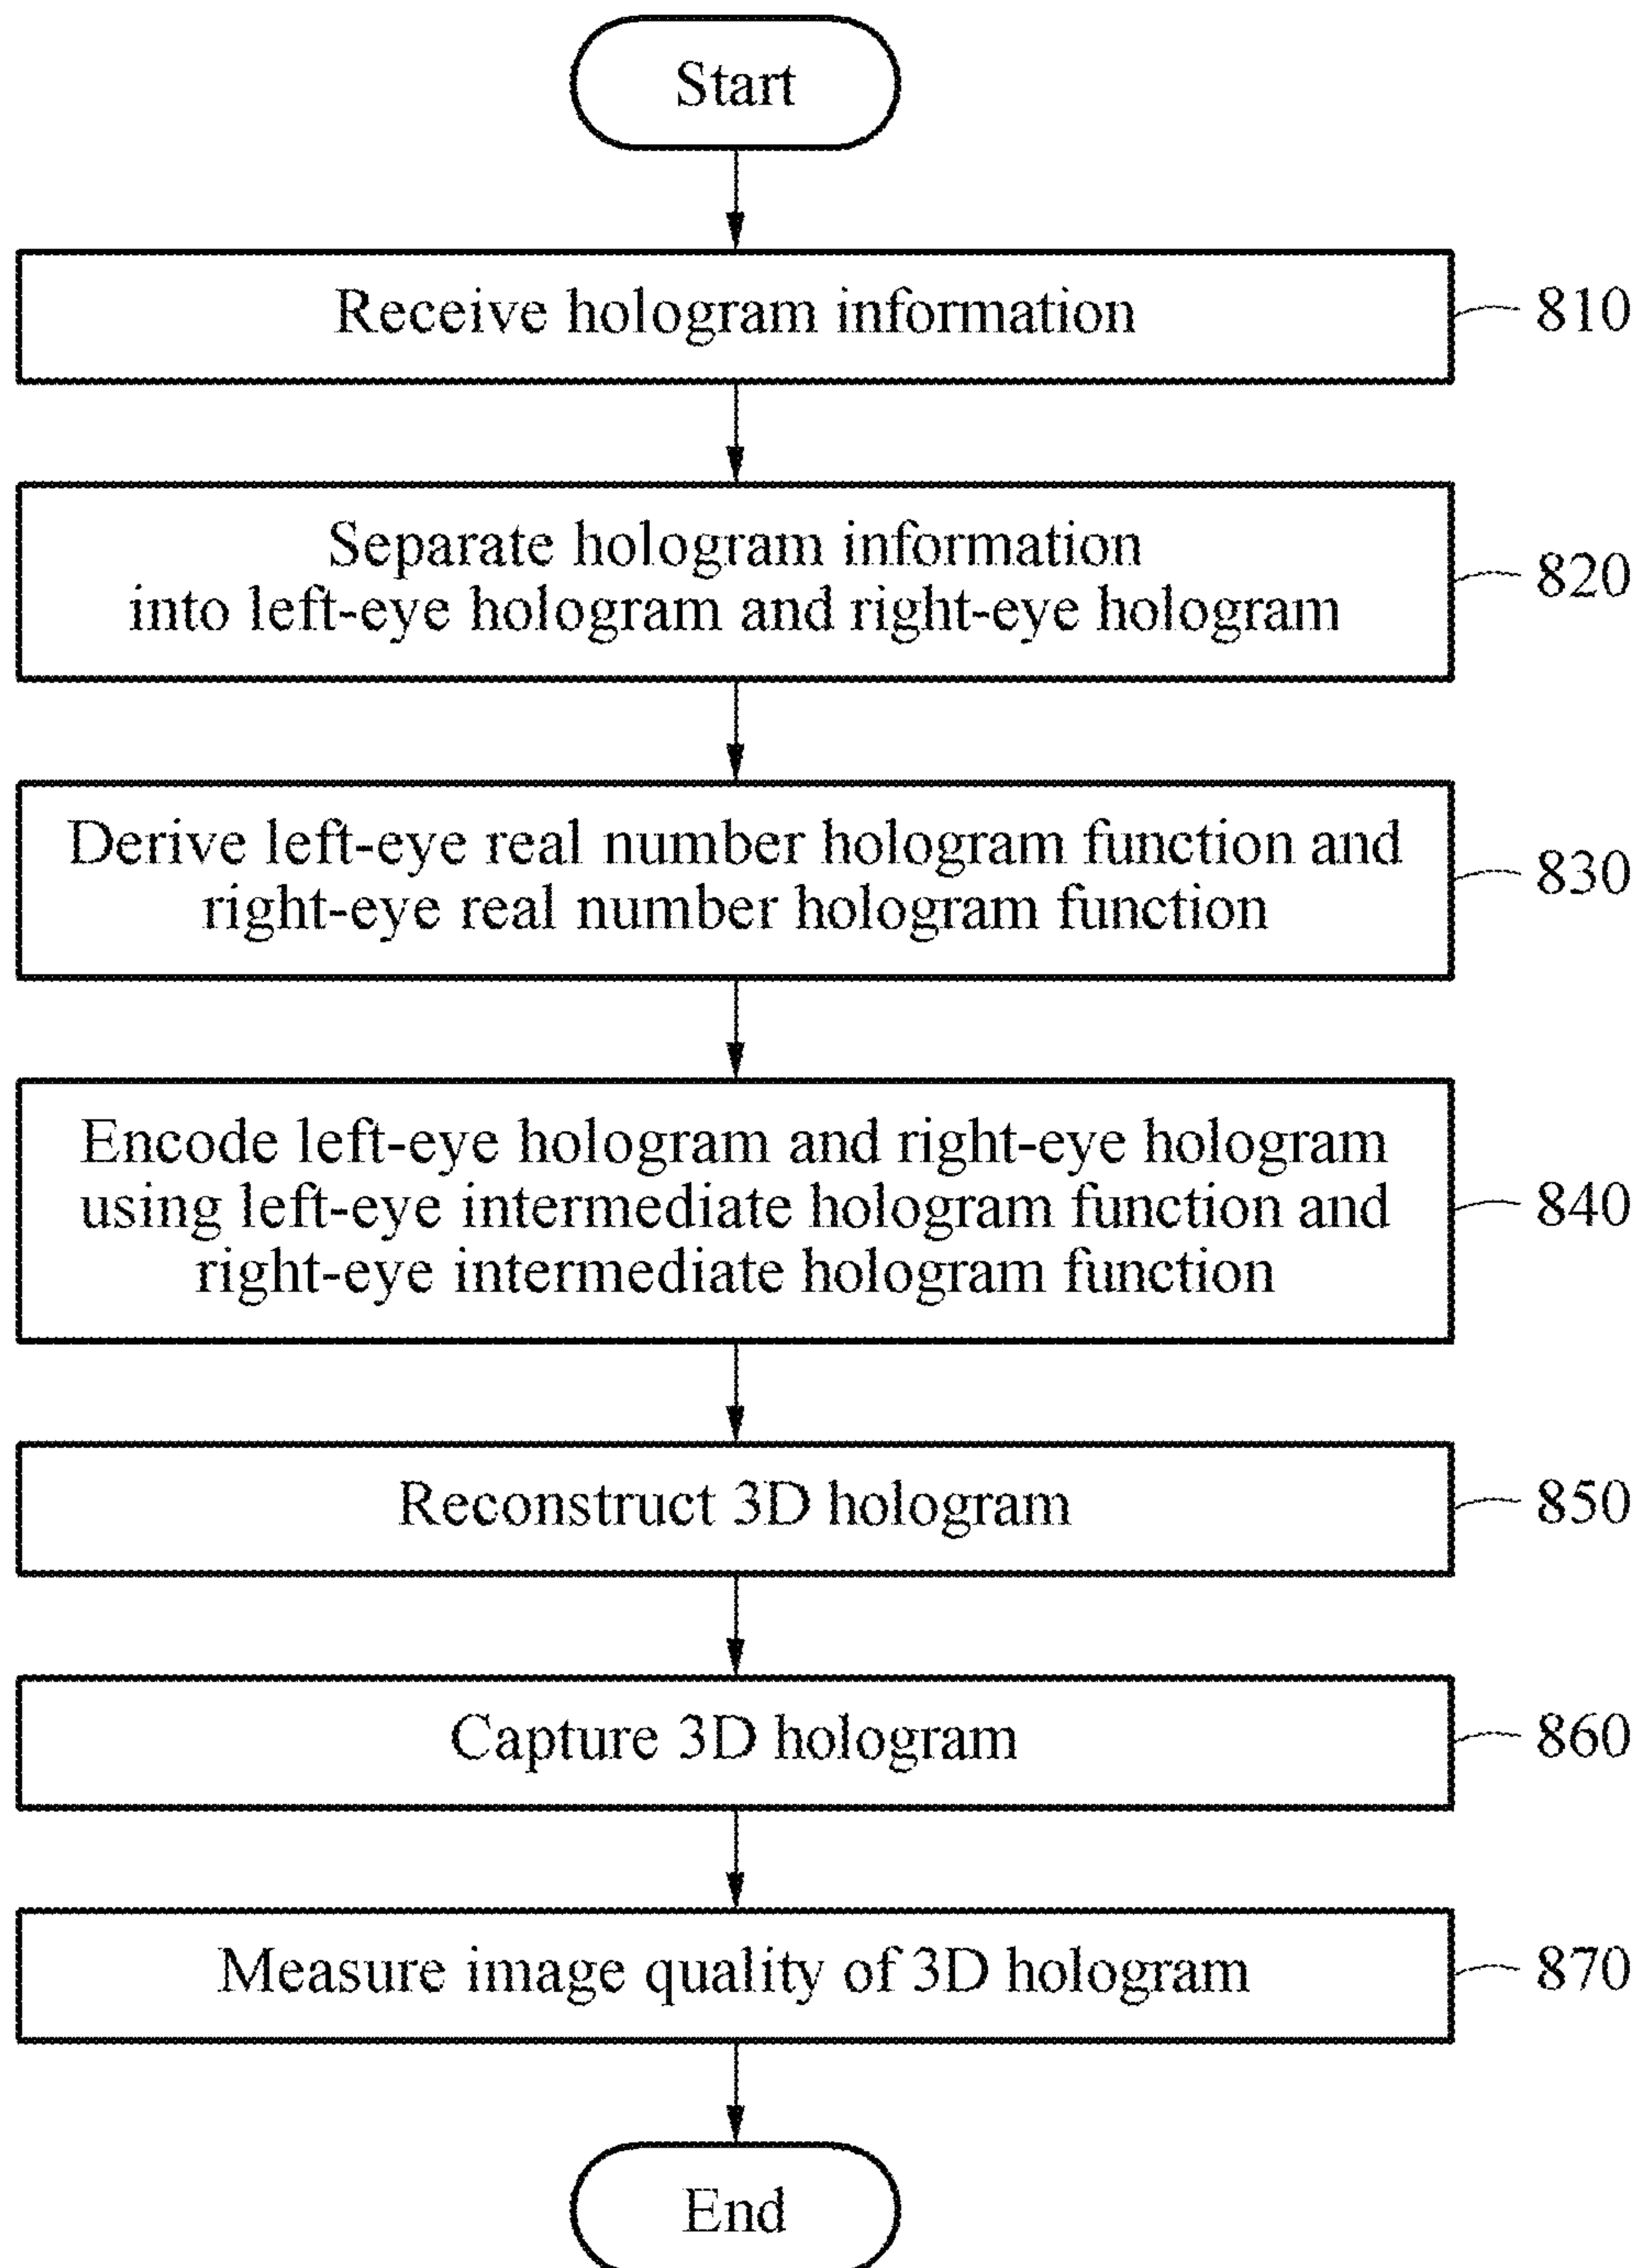 Start
Receive hologram information
810
Separate hologram information
into left-eye hologram and right-eye hologram
820
Derive left-eye real number hologram function and
right-eye real number hologram function
830
Encode left-eye hologram and right-eye hologram
using left-eye intermediate hologram function and
right-eye intermediate hologram function
840
Reconstruct 3D hologram
850
Capture 3D hologram
860
Measure image quality of 3D hologram
870
End